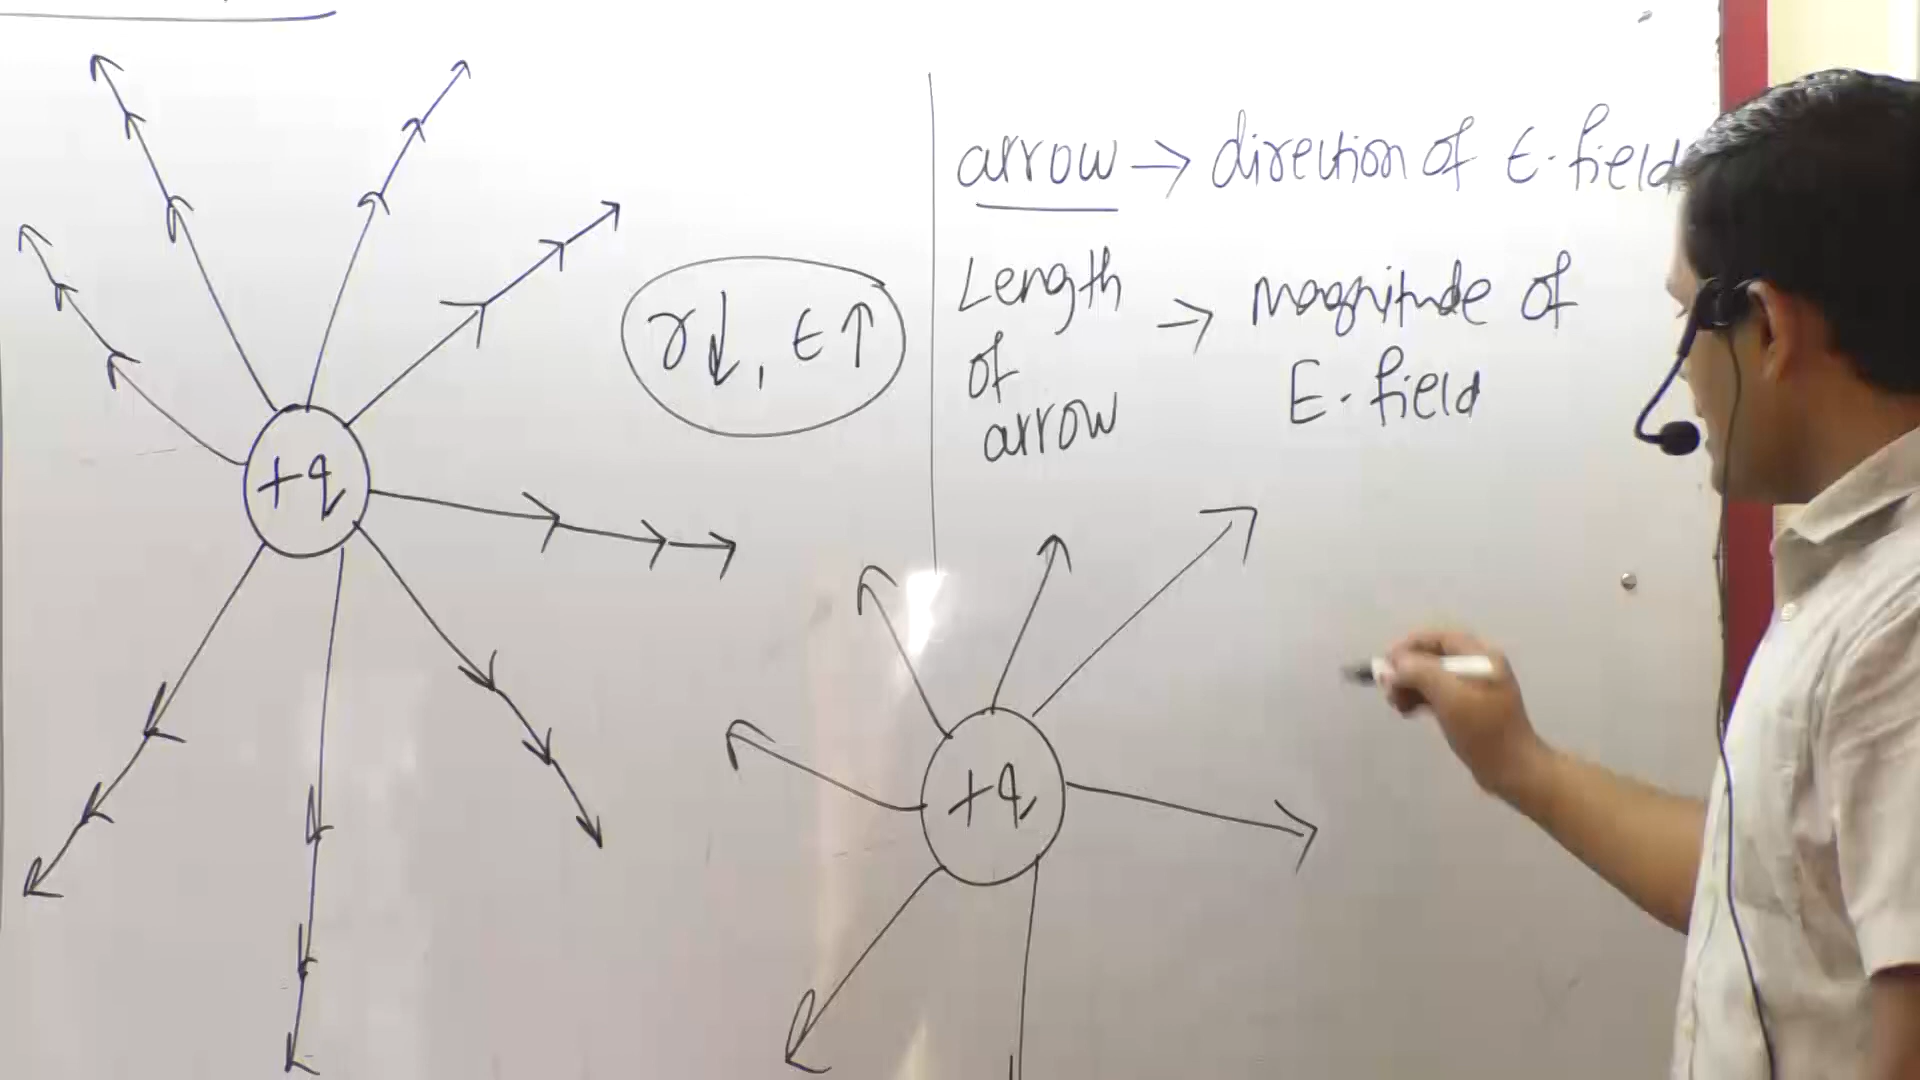 +q
r↓, E↑
arrow → direction of E-field
Length of arrow → Magnitude of E-field
+q